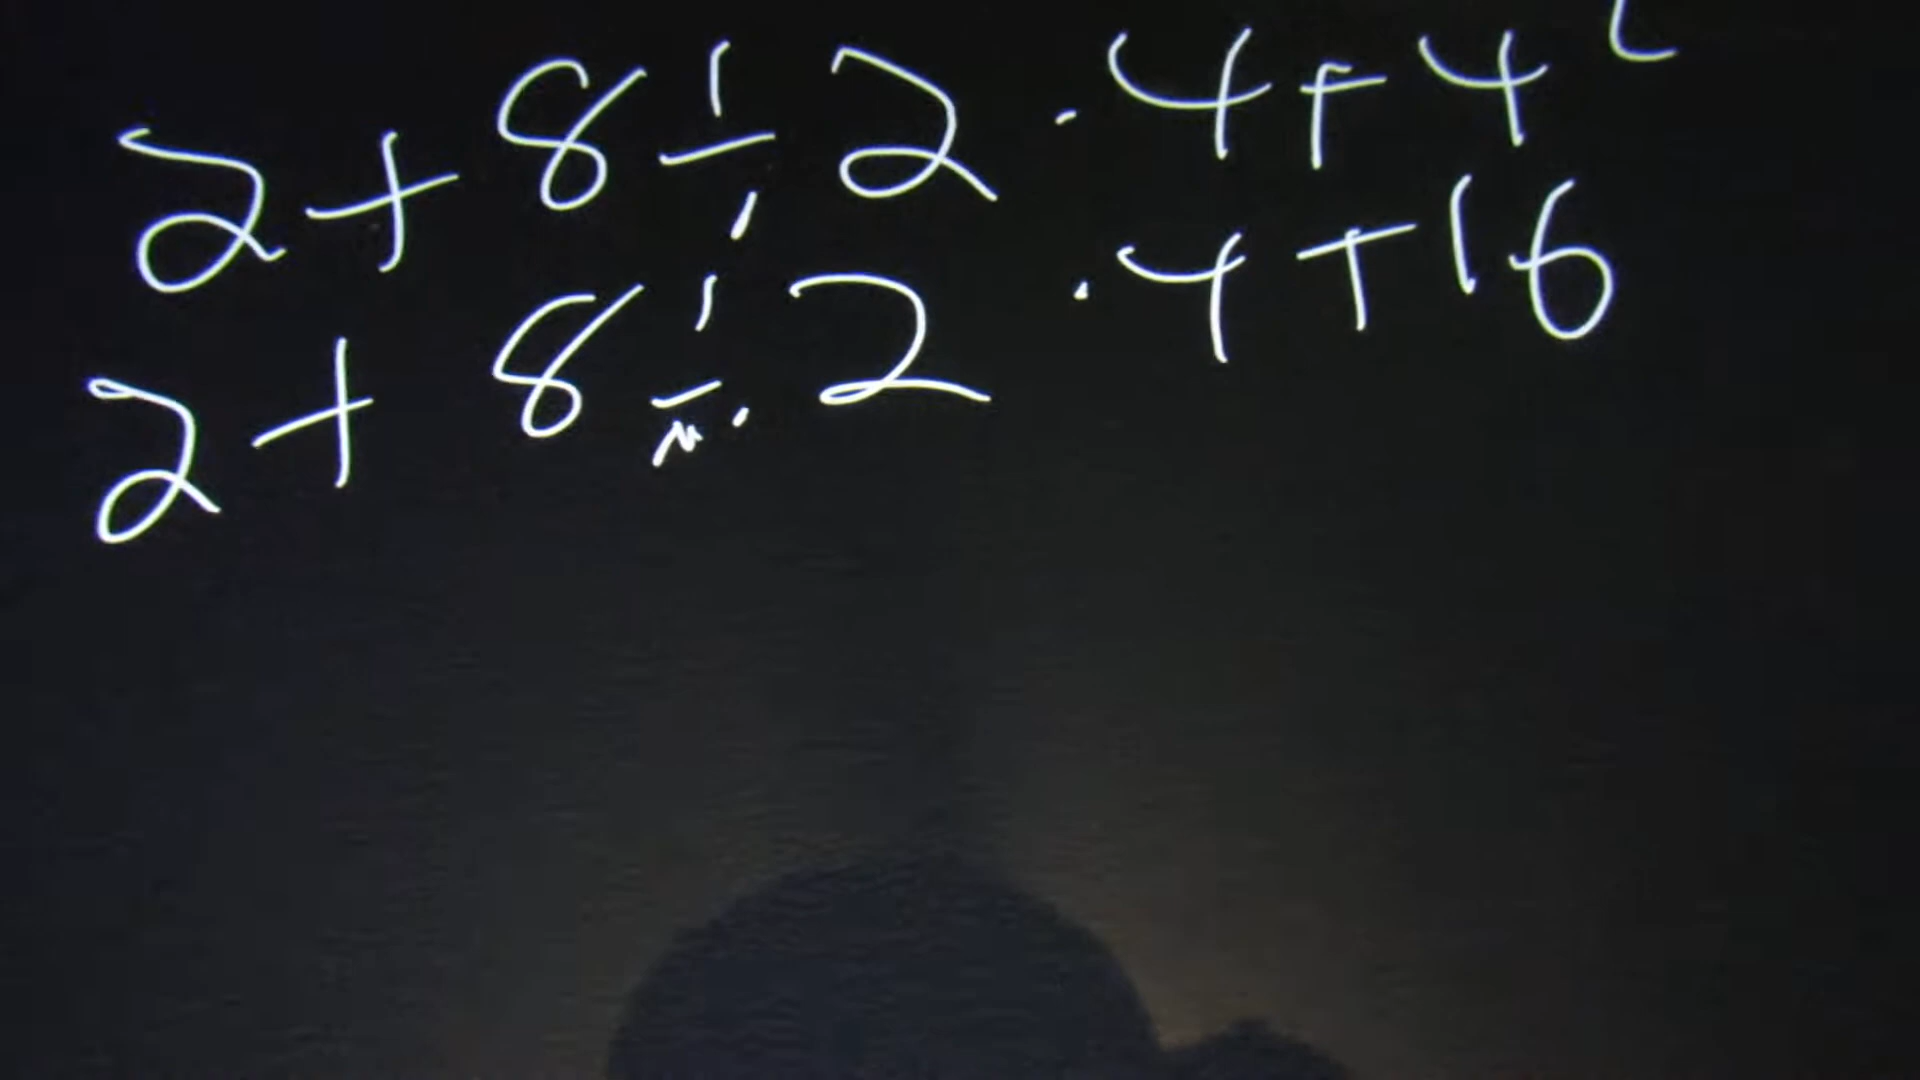 2 + 8 ÷ 2 · 4 + 4²
2 + 8 ÷ 2 · 4 + 16